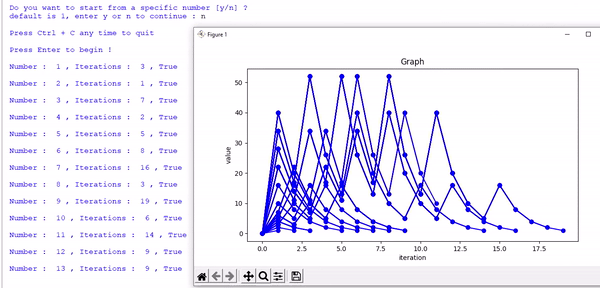 Do you want to start from a specific number [y/n] ?
default is 1, enter y or n to continue : n
Press Ctrl + C any time to quit
Press Enter to begin !
Number :  1 , Iterations :  3 , True
Number :  2 , Iterations :  1 , True
Number :  3 , Iterations :  7 , True
Number :  4 , Iterations :  2 , True
Number :  5 , Iterations :  5 , True
Number :  6 , Iterations :  8 , True
Number :  7 , Iterations :  16 , True
Number :  8 , Iterations :  3 , True
Number :  9 , Iterations :  19 , True
Number :  10 , Iterations :  6 , True
Number :  11 , Iterations :  14 , True
Number :  12 , Iterations :  9 , True
Number :  13 , Iterations :  9 , True
Figure 1
Graph
value
50
40
30
20
10
0
0.0 2.5 5.0 7.5 10.0 12.5 15.0 17.5
iteration